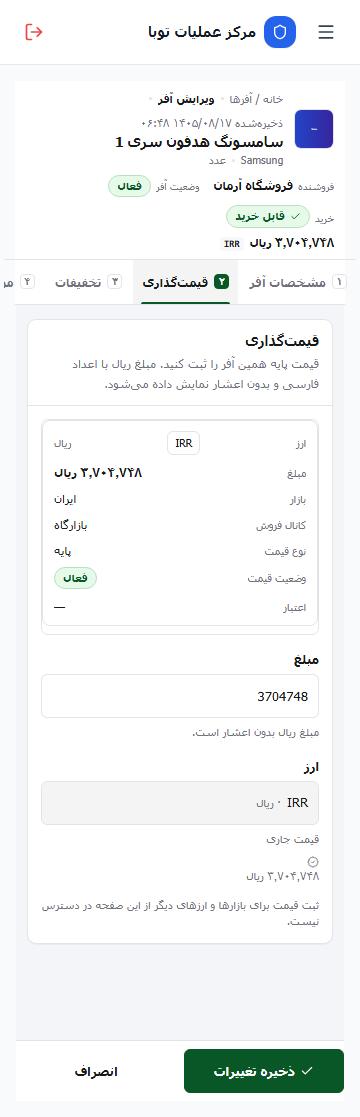 مرکز عملیات توبا
خانه / آفرها · ویرایش آفر ·
ذخیره‌شده ۱۴۰۵/۰۸/۱۷ ۰۶:۴۸
سامسونگ هدفون سری 1
Samsung · عدد
فروشنده فروشگاه آرمان وضعیت آفر فعال
خرید قابل خرید
۳,۷۰۴,۷۴۸ ریال IRR
۱ مشخصات آفر ۲ قیمت‌گذاری ۳ تخفیفات ۴
قیمت‌گذاری
قیمت پایه همین آفر را ثبت کنید. مبلغ ریال با اعداد
فارسی و بدون اعشار نمایش داده می‌شود.
ارز IRR ریال
مبلغ ۳,۷۰۴,۷۴۸ ریال
بازار ایران
کانال فروش بازارگاه
نوع قیمت پایه
وضعیت قیمت فعال
اعتبار —
مبلغ
3704748
مبلغ ریال بدون اعشار است.
ارز
IRR · ریال
قیمت جاری
۳,۷۰۴,۷۴۸ ریال
ثبت قیمت برای بازارها و ارزهای دیگر از این صفحه در دسترس
نیست.
ذخیره تغییرات انصراف